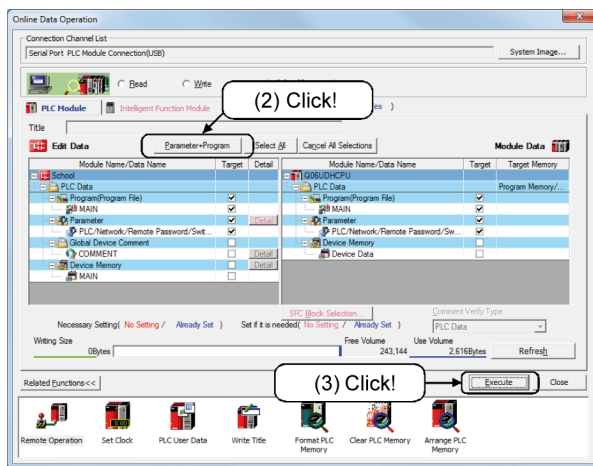 Online Data Operation
Connection Channel List
Serial Port PLC Module Connection(USB)
System Image...
Read
Write
(2) Click!
PLC Module
Intelligent Function Module
es )
Title
Edit Data
Parameter+Program
Select All
Cancel All Selections
Module Data
Module Name/Data Name Target Detail
Module Name/Data Name Target Target Memory
School
Q06UDHCPU
PLC Data
PLC Data Program Memory/...
Program(Program File)
Program(Program File)
MAIN
MAIN
Parameter Detail
Parameter
PLC/Network/Remote Password/Swit...
PLC/Network/Remote Password/Sw...
Global Device Comment
Device Memory
COMMENT Detail
Device Data
Device Memory Detail
MAIN
SFC Block Selection...
Comment Verify Type
Necessary Setting( No Setting / Already Set ) Set if it is needed( No Setting / Already Set )
PLC Data
Writing Size
Free Volume
Use Volume
0Bytes
243,144
2,616Bytes
Refresh
(3) Click!
Related Functions<<
Execute
Close
Remote Operation
Set Clock
PLC User Data
Write Title
Format PLC Memory
Clear PLC Memory
Arrange PLC Memory